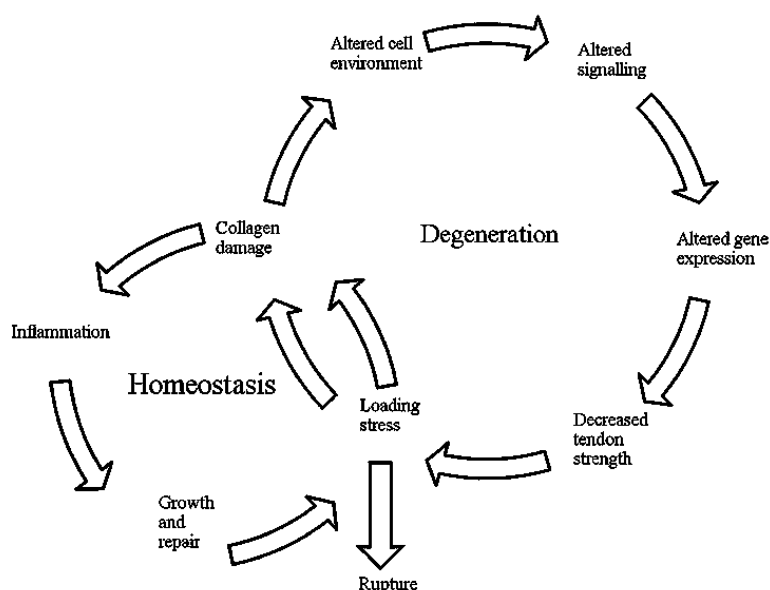 Altered cell
environment
Altered
signalling
Collagen
damage
Degeneration
Altered gene
expression
Inflammation
Homeostasis
Loading
stress
Decreased
tendon
strength
Growth
and
repair
Rupture